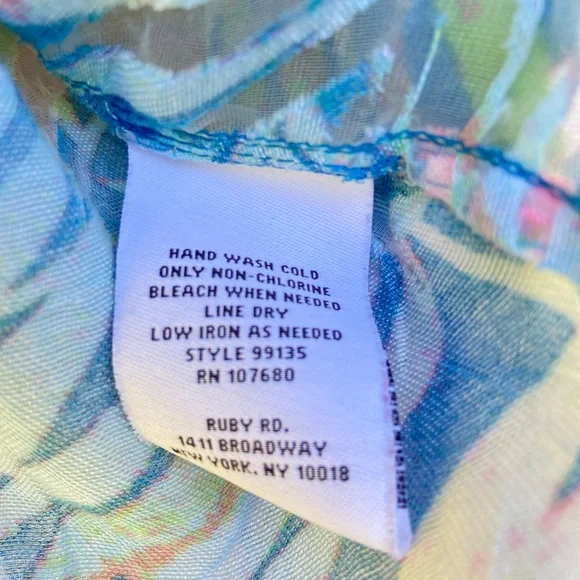 HAND WASH COLD
ONLY NON-CHLORINE
BLEACH WHEN NEEDED
LINE DRY
LOW IRON AS NEEDED
STYLE 99135
RN 107680
RUBY RD.
1411 BROADWAY
NEW YORK, NY 10018